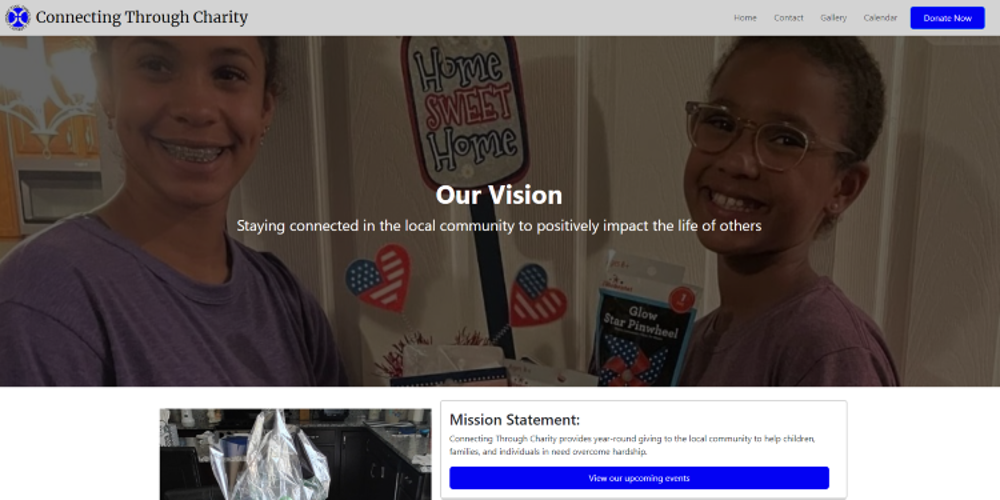 Connecting Through Charity
Home Contact Gallery Calendar Donate Now
Home
SWEET
Home
Our Vision
Staying connected in the local community to positively impact the life of others
1
Glow
Star Pinwheel
Mission Statement:
Connecting Through Charity provides year-round giving to the local community to help children,
families, and individuals in need overcome hardship.
View our upcoming events